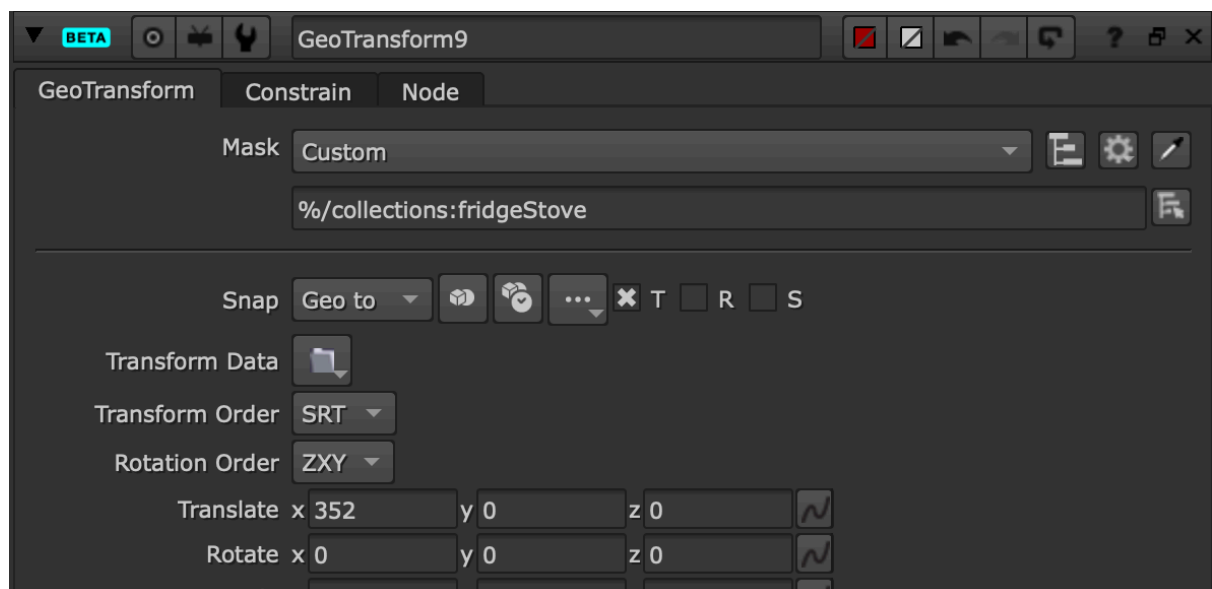 BETA GeoTransform9 ?
GeoTransform Constrain Node
Mask Custom
%/collections:fridgeStove
Snap Geo to ... T R S
Transform Data
Transform Order SRT
Rotation Order ZXY
Translate x 352 y 0 z 0
Rotate x 0 y 0 z 0